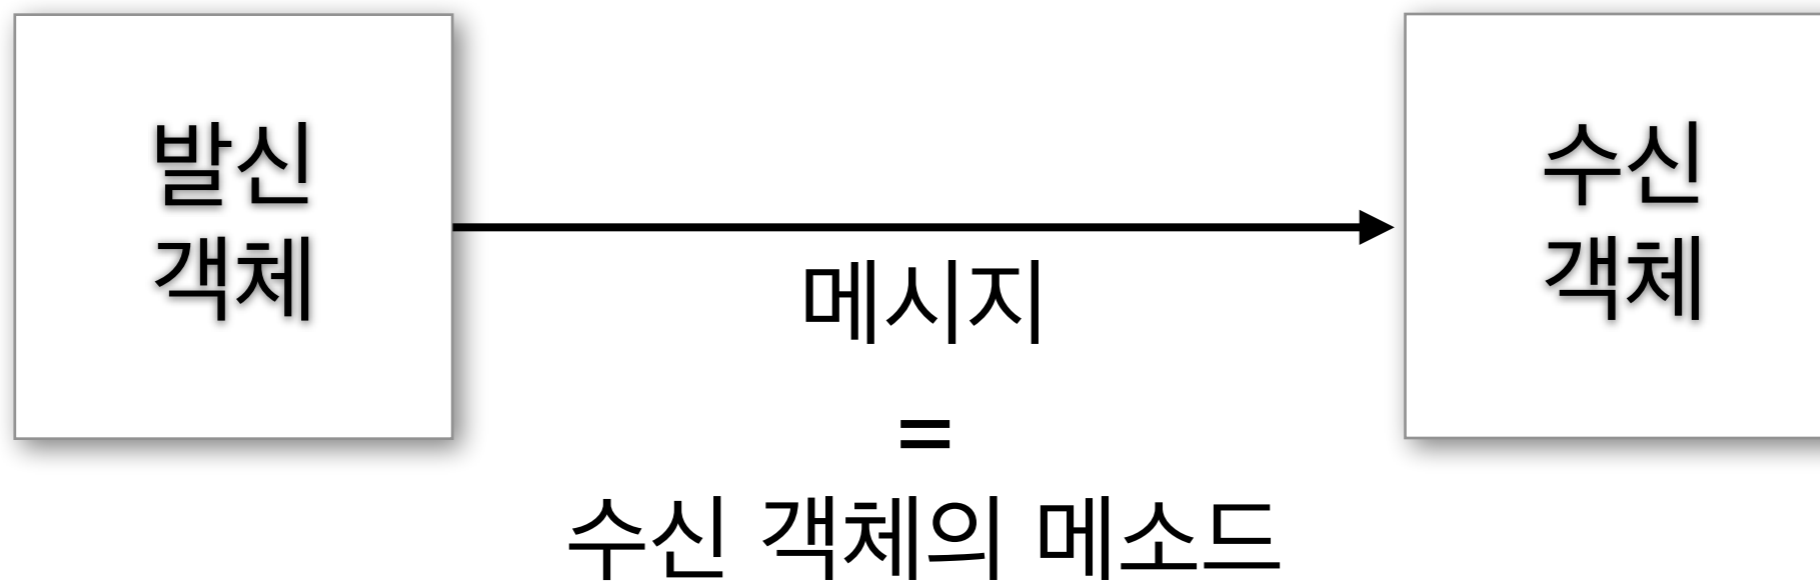 발신
객체
수신
객체
메시지
=
수신 객체의 메소드